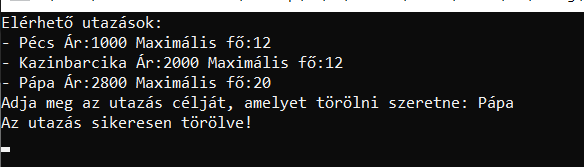 Elérhető utazások:
- Pécs Ár:1000 Maximális fő:12
- Kazinbarcika Ár:2000 Maximális fő:12
- Pápa Ár:2800 Maximális fő:20
Adja meg az utazás célját, amelyet törölni szeretne: Pápa
Az utazás sikeresen törölve!